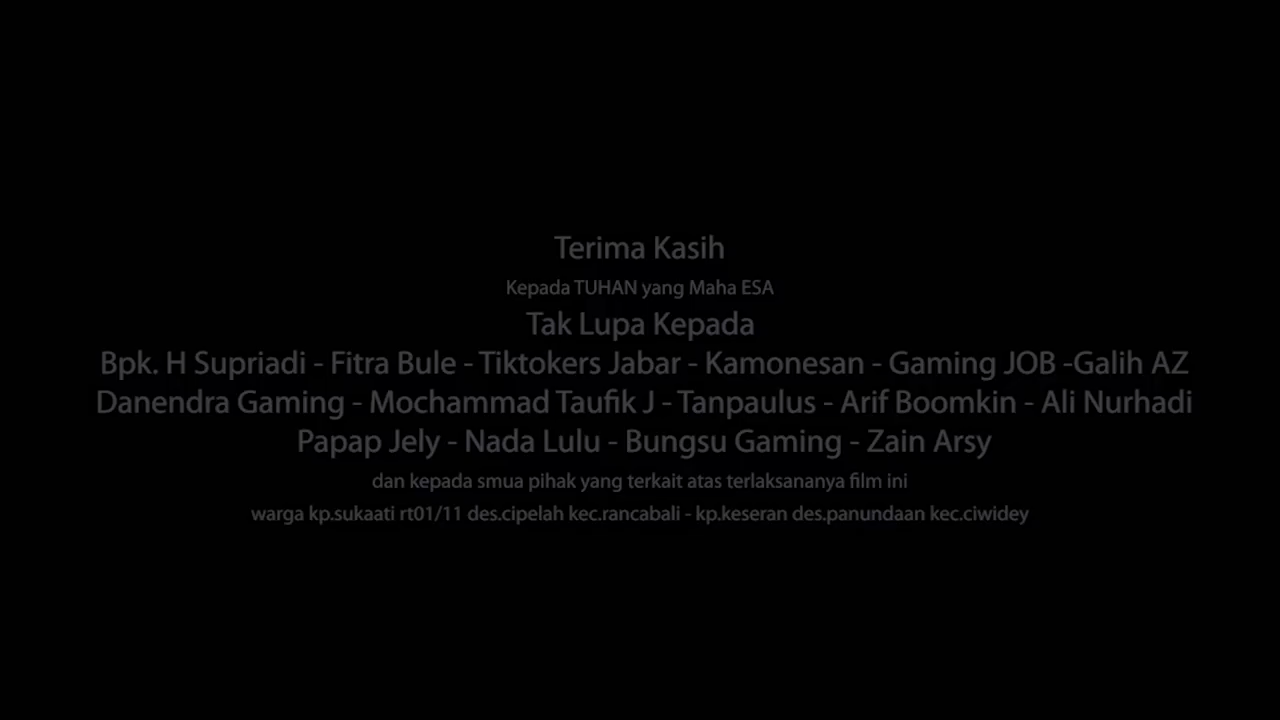 Terima Kasih
Kepada TUHAN yang Maha ESA
Tak Lupa Kepada
Bpk. H Supriadi - Fitra Bule - Tiktokers Jabar - Kamonesan - Gaming JOB -Galih AZ
Danendra Gaming - Mochammad Taufik J - Tanpaulus - Arif Boomkin - Ali Nurhadi
Papap Jely - Nada Lulu - Bungsu Gaming - Zain Arsy
dan kepada smua pihak yang terkait atas terlaksananya film ini
warga kp.sukaati rt01/11 des.cipelah kec.rancabali - kp.keseran des.panundaan kec.ciwidey